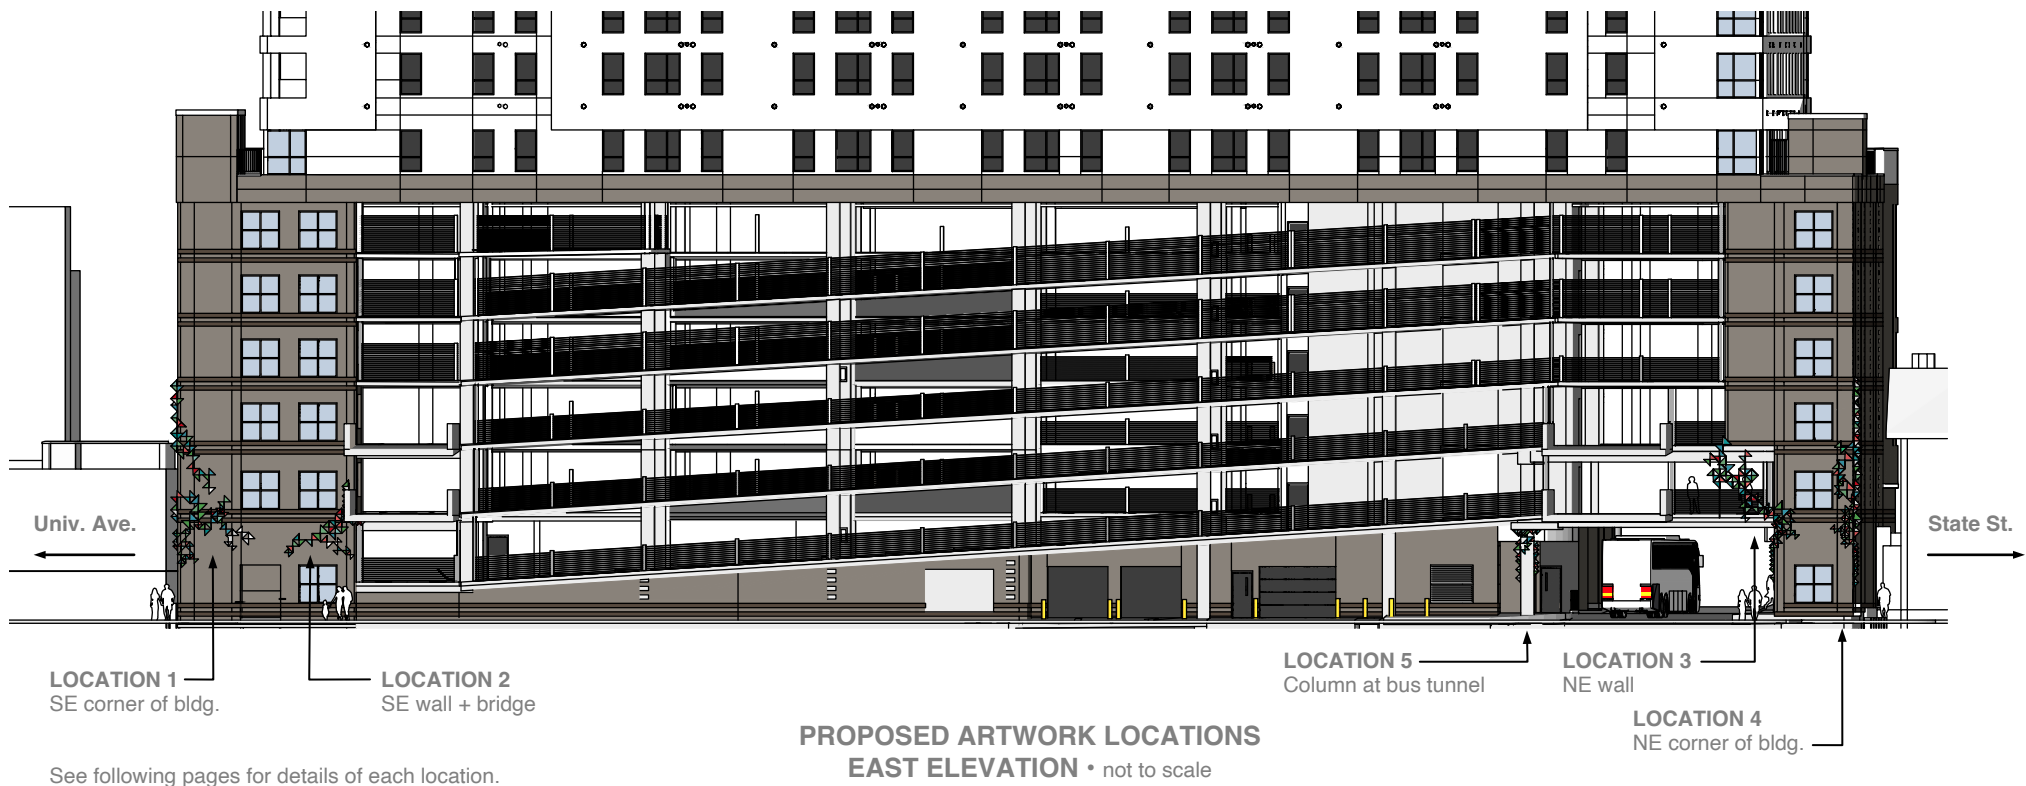 Univ. Ave.
State St.
LOCATION 1
SE corner of bldg.
LOCATION 2
SE wall + bridge
LOCATION 5
Column at bus tunnel
LOCATION 3
NE wall
LOCATION 4
NE corner of bldg.
PROPOSED ARTWORK LOCATIONS
EAST ELEVATION • not to scale
See following pages for details of each location.